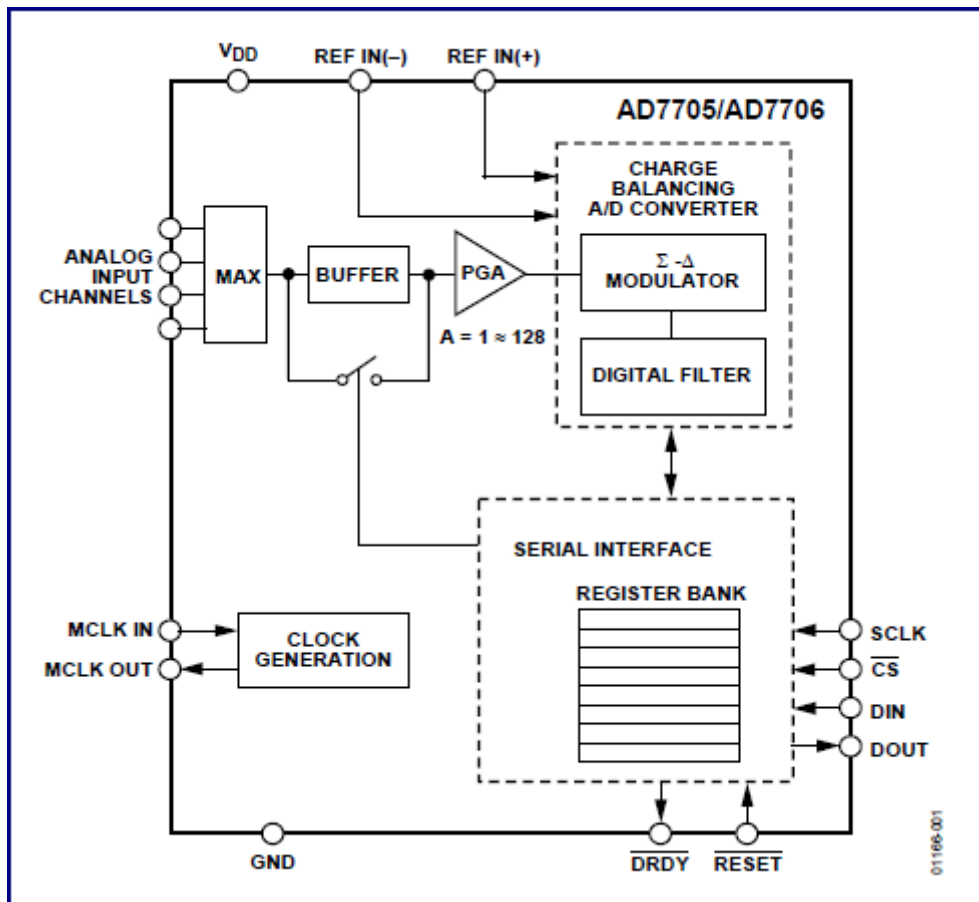 VDD
REF IN(–)
REF IN(+)
AD7705/AD7706
CHARGE
BALANCING
A/D CONVERTER
ANALOG
INPUT
CHANNELS
MAX
BUFFER
PGA
Σ -Δ
MODULATOR
A = 1 ≈ 128
DIGITAL FILTER
SERIAL INTERFACE
REGISTER BANK
MCLK IN
MCLK OUT
CLOCK
GENERATION
SCLK
CS
DIN
DOUT
GND
DRDY
RESET
01166-001